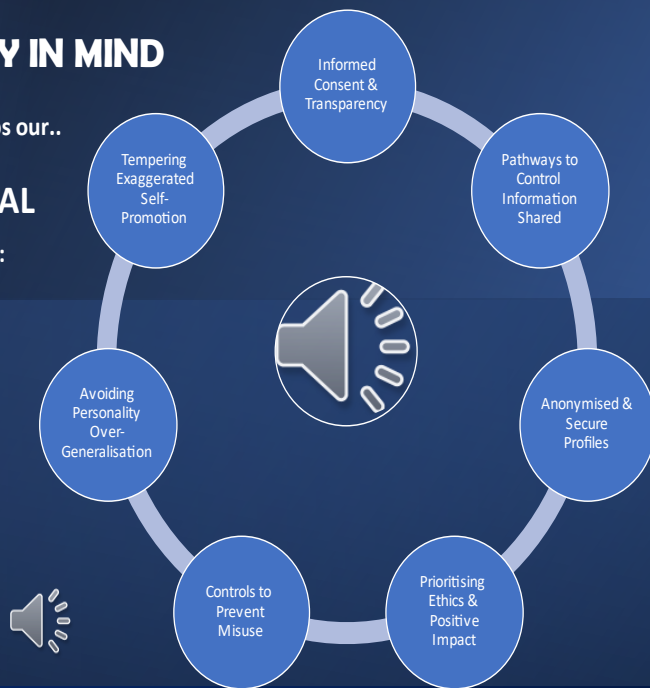 Y IN MIND
s our..
AL
:
Informed
Consent &
Transparency
Pathways to
Control
Information
Shared
Anonymised &
Secure
Profiles
Prioritising
Ethics &
Positive
Impact
Controls to
Prevent
Misuse
Avoiding
Personality
Over-
Generalisation
Tempering
Exaggerated
Self-
Promotion